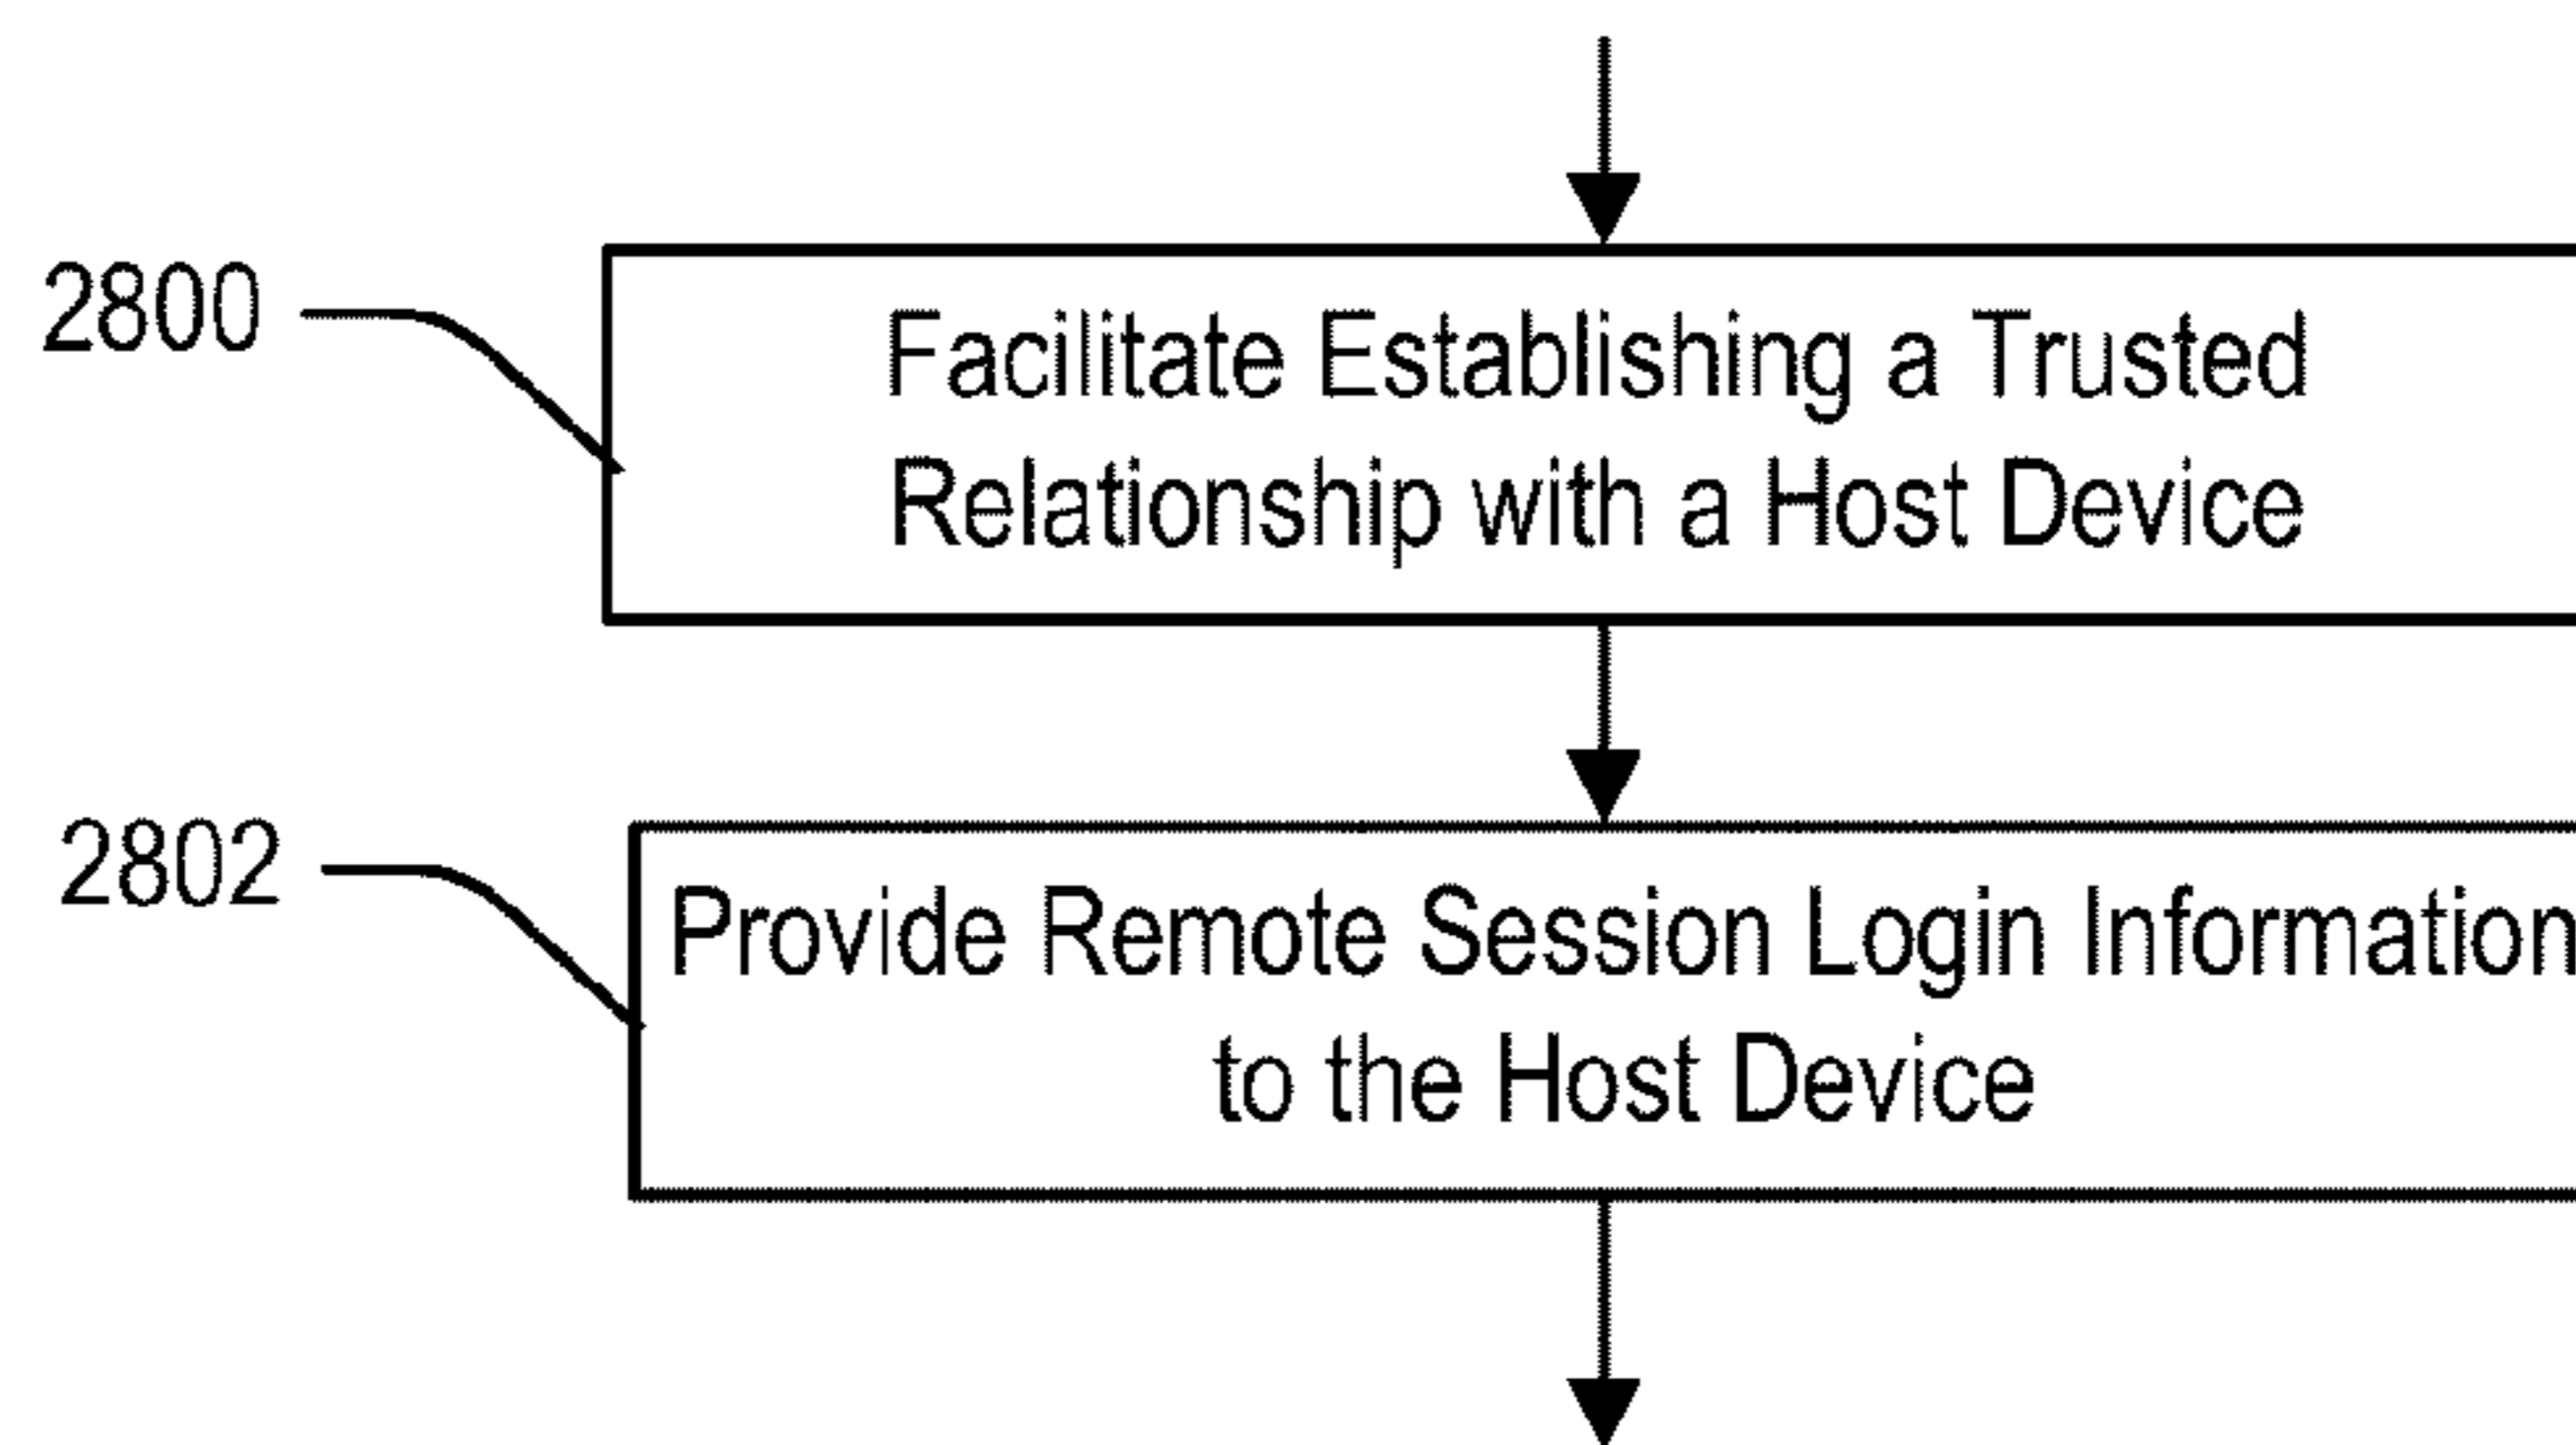 2800
Facilitate Establishing a Trusted
Relationship with a Host Device
2802
Provide Remote Session Login Information
to the Host Device